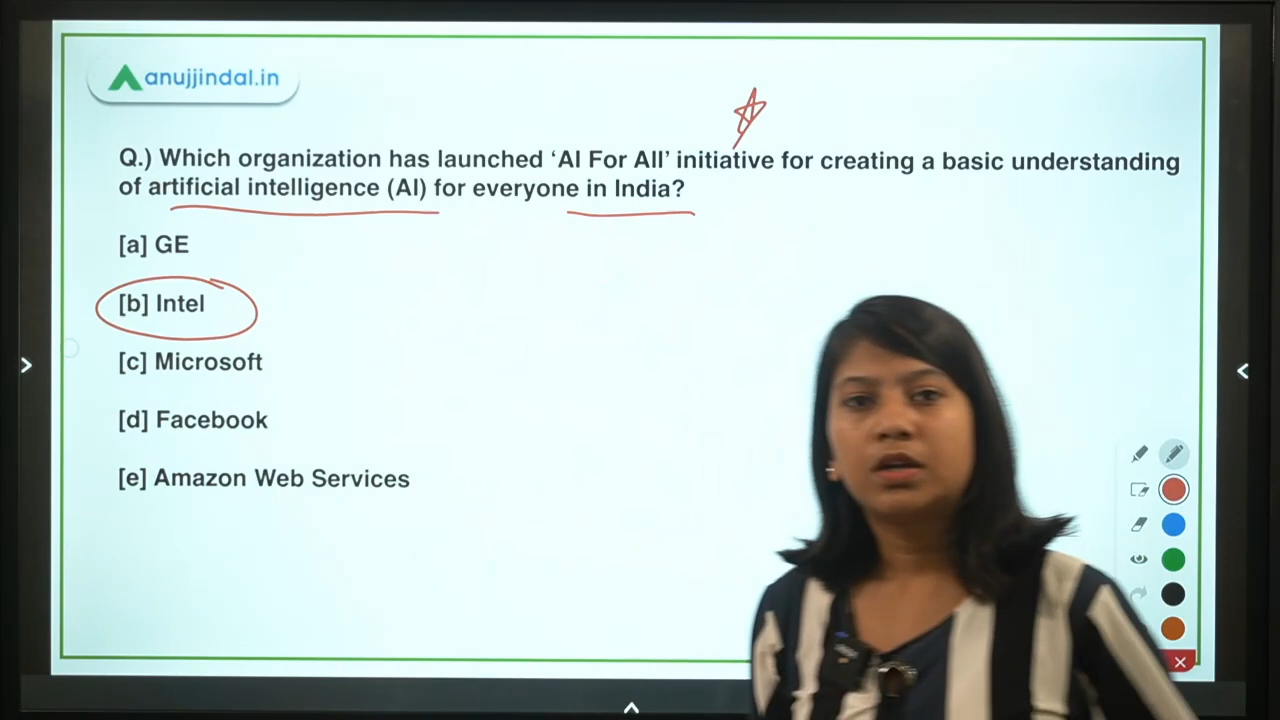 anujjindal.in
Q.) Which organization has launched ‘AI For All’ initiative for creating a basic understanding
of artificial intelligence (AI) for everyone in India?
[a] GE
[b] Intel
[c] Microsoft
[d] Facebook
[e] Amazon Web Services